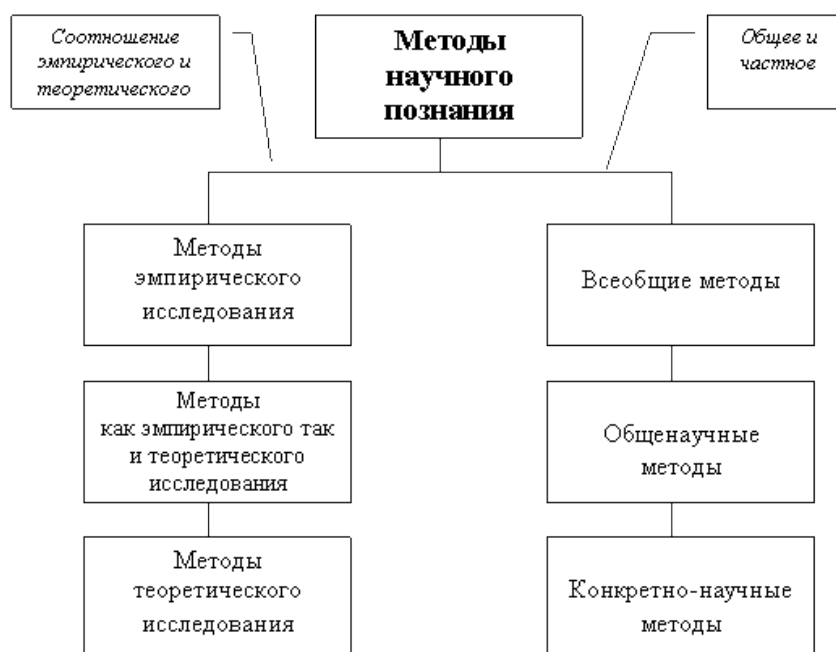 Соотношение
эмпирического и
теоретического
Методы
научного
познания
Общее и
частное
Методы
эмпирического
исследования
Всеобщие методы
Методы
как эмпирического так
и теоретического
исследования
Общенаучные
методы
Методы
теоретического
исследования
Конкретно-научные
методы